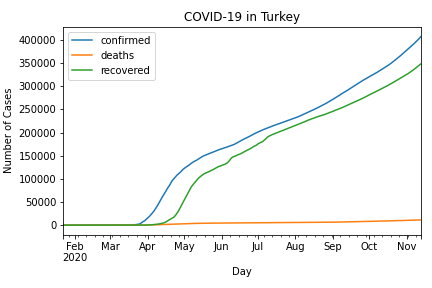 COVID-19 in Turkey
confirmed
deaths
recovered
Number of Cases
400000
350000
300000
250000
200000
150000
100000
50000
0
Feb Mar Apr May Jun Jul Aug Sep Oct Nov
2020
Day